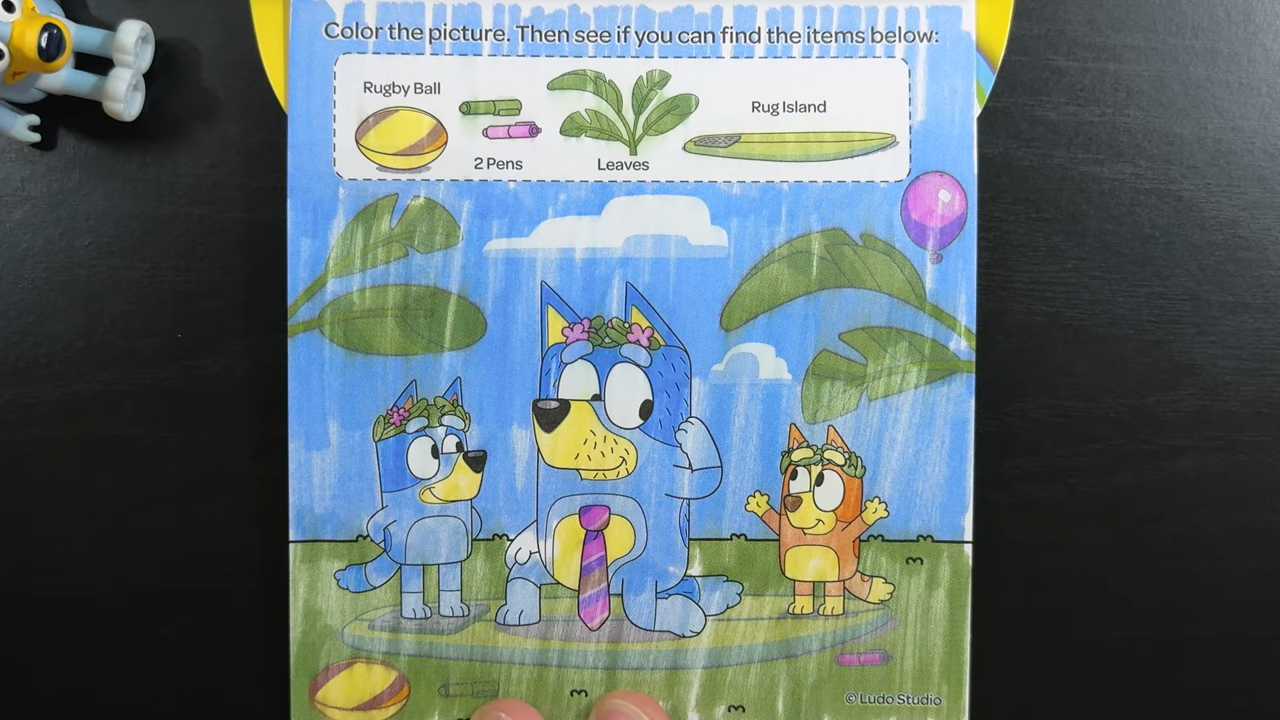 Color the picture. Then see if you can find the items below:
Rugby Ball
2 Pens
Leaves
Rug Island
© Ludo Studio